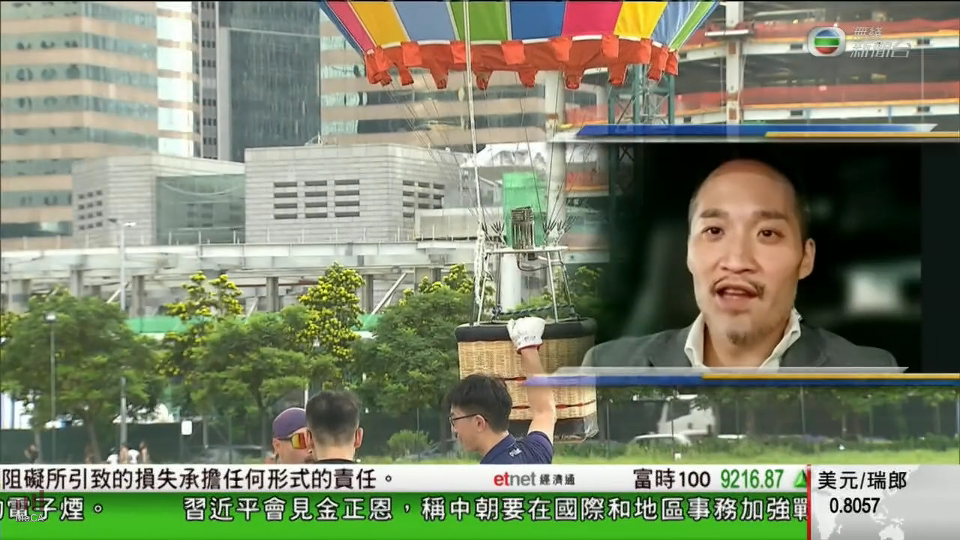 無綫
新聞台
阻礙所引致的損失承擔任何形式的責任。
etnet 經濟通
富時100 9216.87
美元/瑞郎
0.8057
電子煙。 習近平會見金正恩，稱中朝要在國際和地區事務加強戰